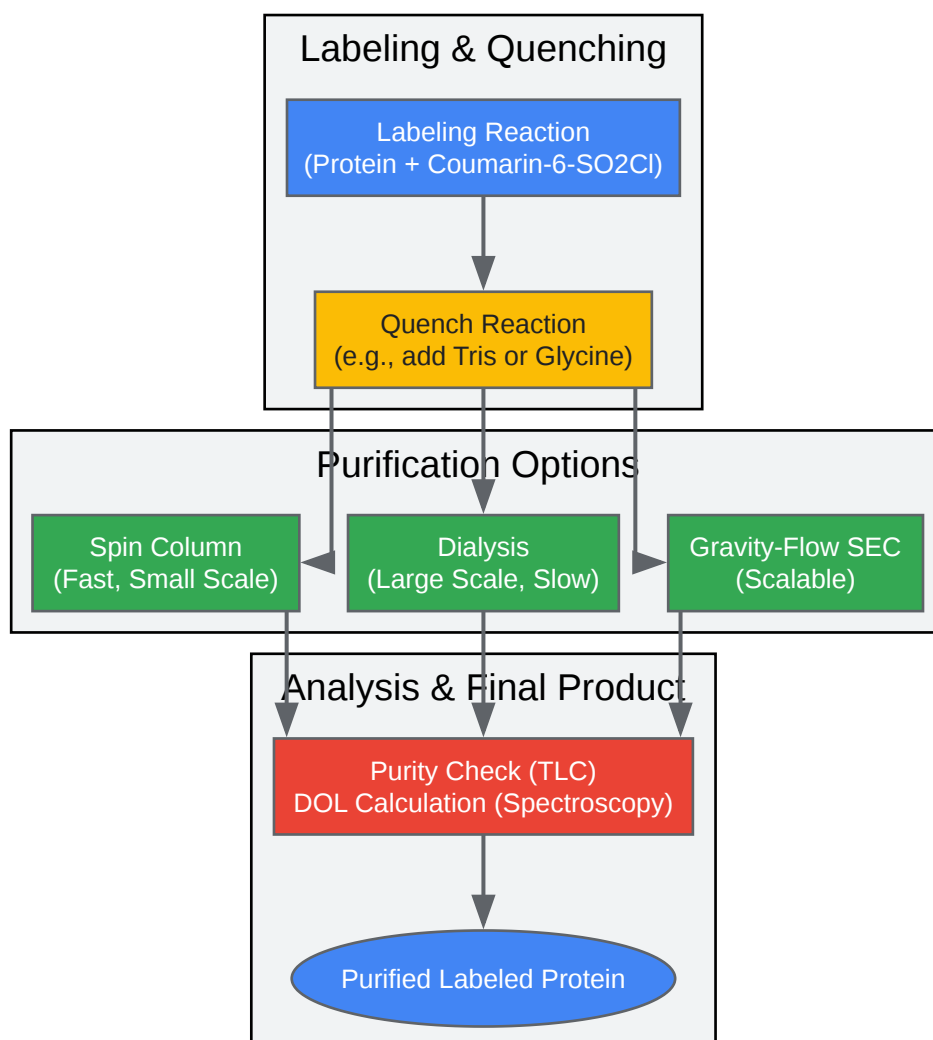 Labeling & Quenching
Labeling Reaction
(Protein + Coumarin-6-SO2Cl)
Quench Reaction
(e.g., add Tris or Glycine)
Purification Options
Spin Column
(Fast, Small Scale)
Dialysis
(Large Scale, Slow)
Gravity-Flow SEC
(Scalable)
Analysis & Final Product
Purity Check (TLC)
DOL Calculation (Spectroscopy)
Purified Labeled Protein